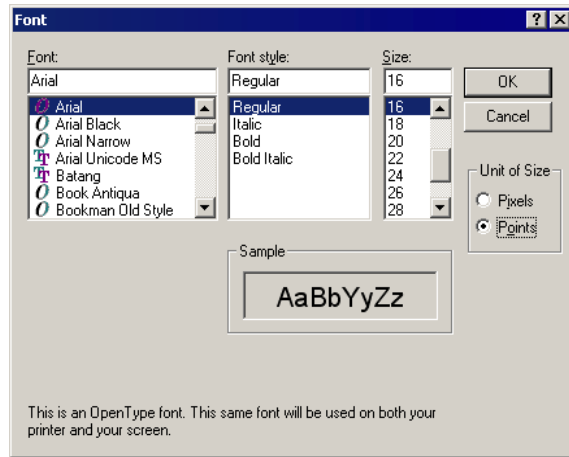 Font
Font:
Arial
Arial
Arial Black
Arial Narrow
Arial Unicode MS
Batang
Book Antiqua
Bookman Old Style
Font style:
Regular
Regular
Italic
Bold
Bold Italic
Size:
16
16
18
20
22
24
26
28
OK
Cancel
Unit of Size
Pixels
Points
Sample
AaBbYyZz
This is an OpenType font. This same font will be used on both your
printer and your screen.